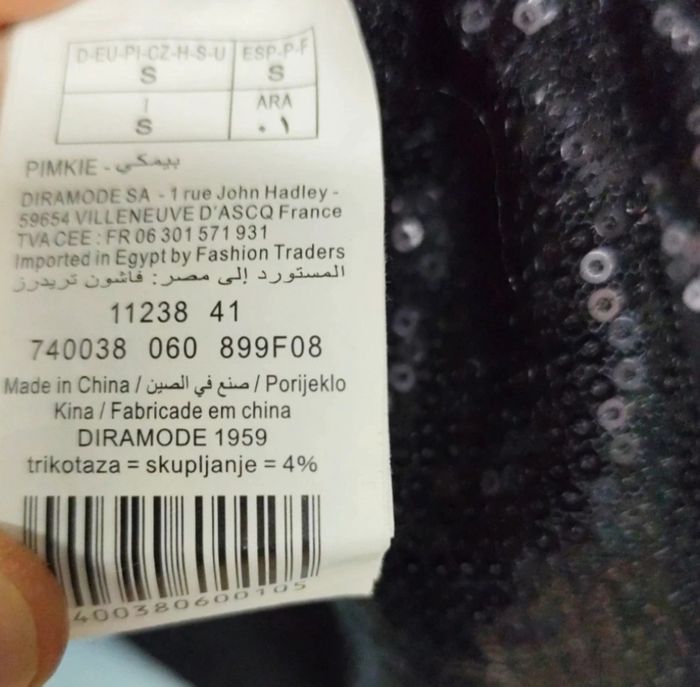 D-EU-PI-CZ-H-S-U ESP-P-F
S S
I ARA
S ٠١
PIMKIE - بيمكي
DIRAMODE SA - 1 rue John Hadley -
59654 VILLENEUVE D'ASCQ France
TVA CEE : FR 06 301 571 931
Imported in Egypt by Fashion Traders
المستورد إلى مصر: فاشون تريدرز
11238 41
740038 060 899F08
Made in China / صنع في الصين / Porijeklo
Kina / Fabricade em china
DIRAMODE 1959
trikotaza = skupljanje = 4%
400380600105